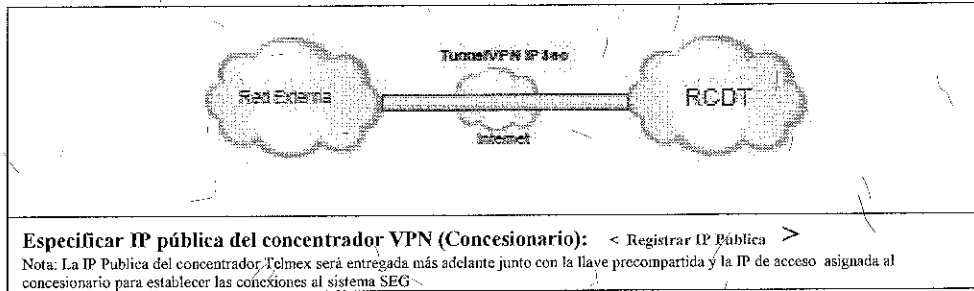 Tunnel VPN IP Sec
Red Externa
RCDT
Internet
Especificar IP pública del concentrador VPN (Concesionario): < Registrar IP Pública >
Nota: La IP Publica del concentrador Telmex será entregada más adelante junto con la llave precompartida y la IP de acceso asignada al
concesionario para establecer las conexiones al sistema SEG